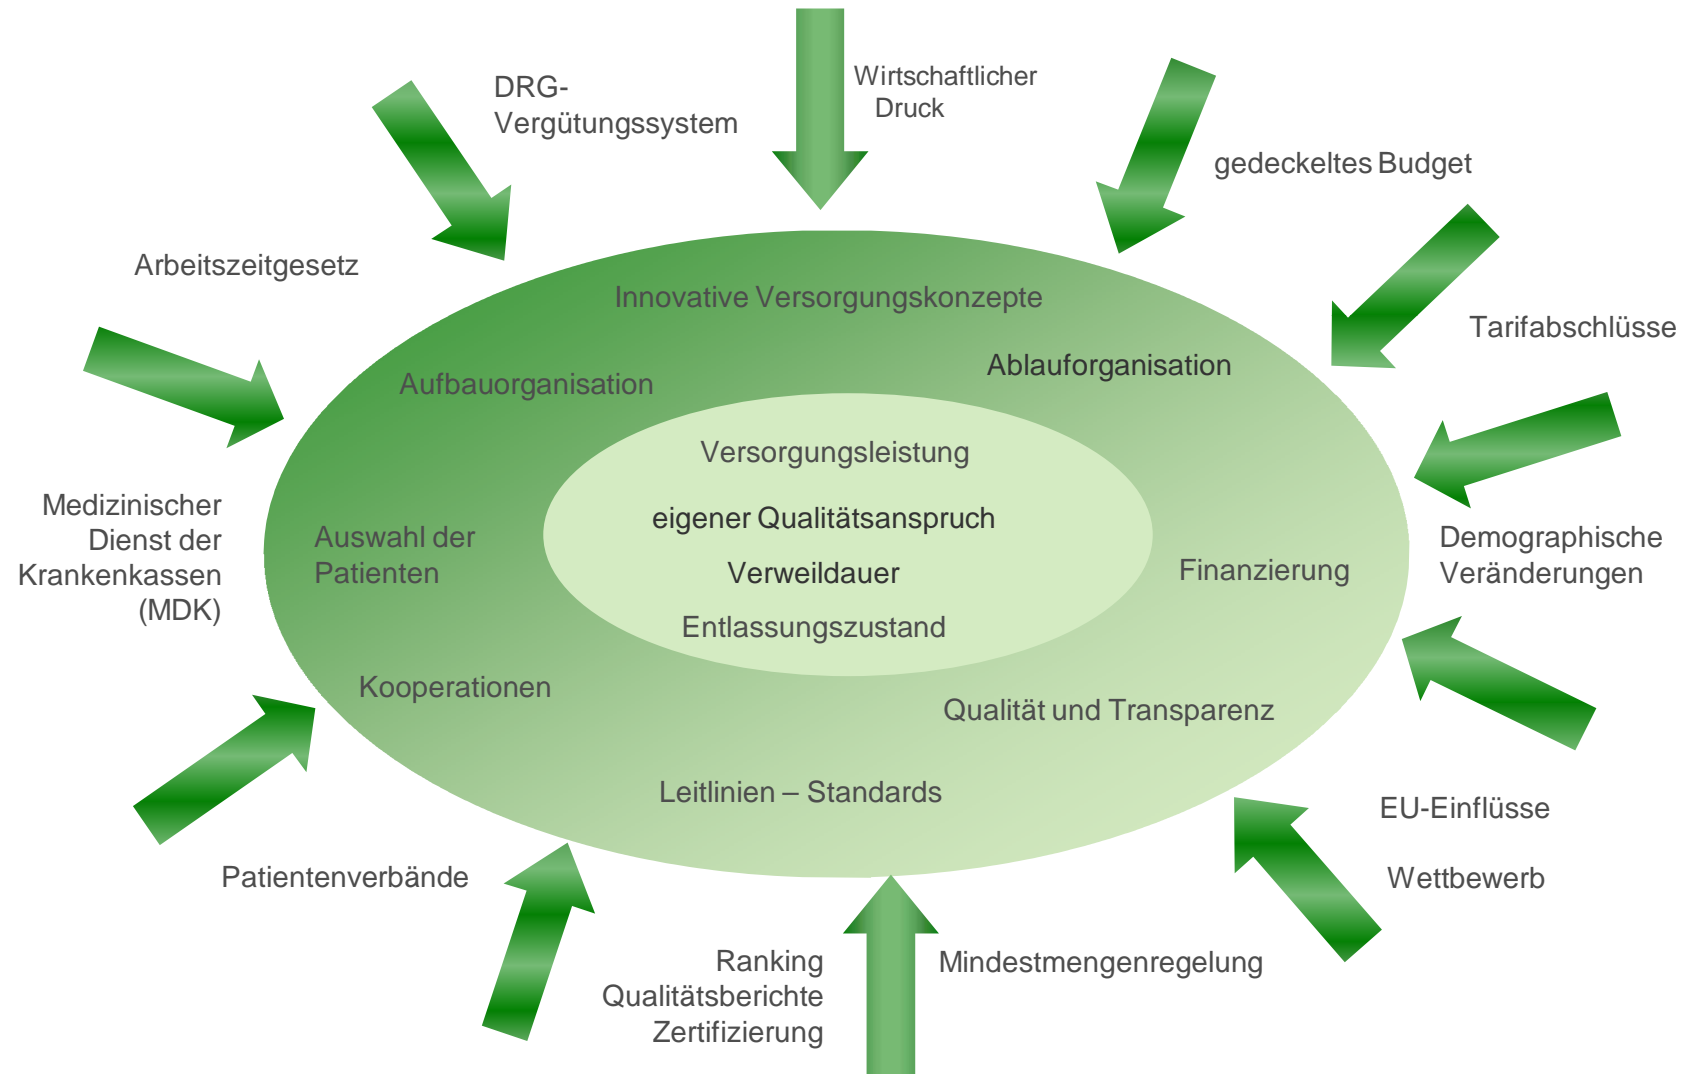 Wirtschaftlicher
Druck
DRG-
Vergütungssystem
gedeckeltes Budget
Arbeitszeitgesetz
Tarifabschlüsse
Innovative Versorgungskonzepte
Ablauforganisation
Aufbauorganisation
Versorgungsleistung
eigener Qualitätsanspruch
Verweildauer
Entlassungszustand
Medizinischer
Dienst der
Krankenkassen
(MDK)
Auswahl der
Patienten
Finanzierung
Demographische
Veränderungen
Kooperationen
Qualität und Transparenz
Leitlinien – Standards
EU-Einflüsse
Wettbewerb
Patientenverbände
Ranking
Qualitätsberichte
Zertifizierung
Mindestmengenregelung